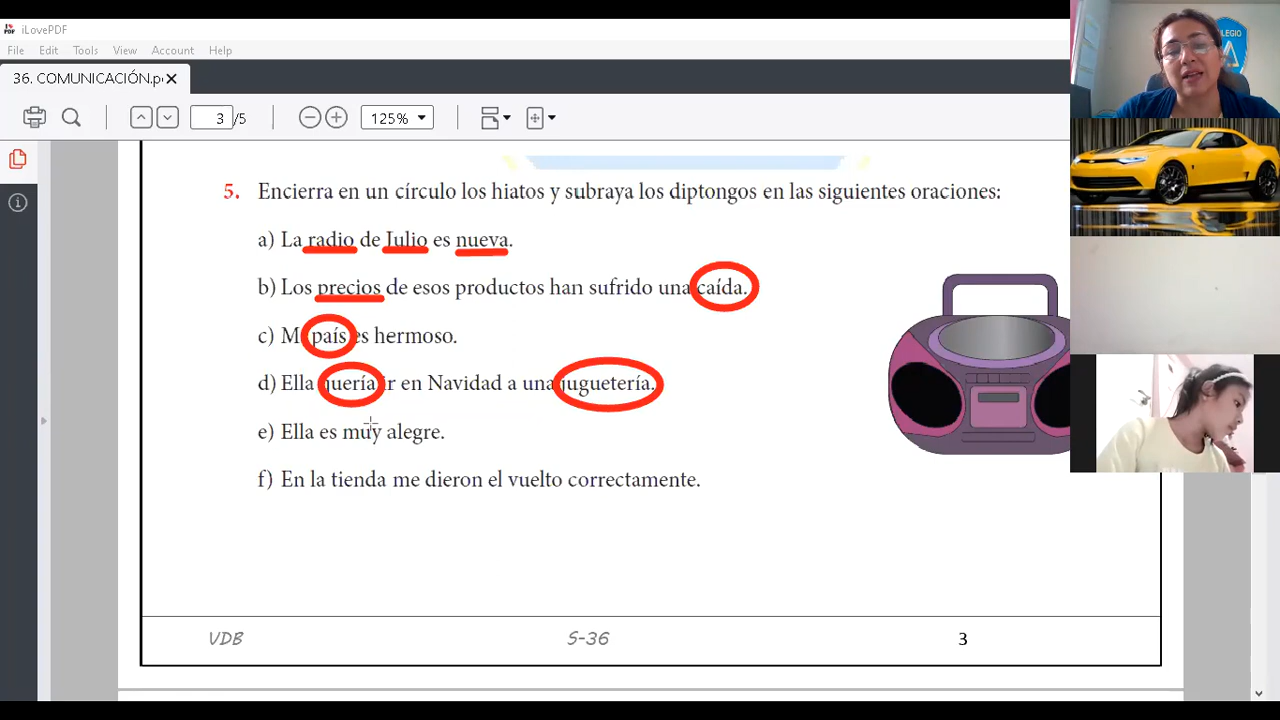 iLovePDF
File Edit Tools View Account Help
36. COMUNICACIÓN.p
3 /5
125%
5. Encierra en un círculo los hiatos y subraya los diptongos en las siguientes oraciones:
a) La radio de Julio es nueva.
b) Los precios de esos productos han sufrido una caída.
c) M país es hermoso.
d) Ella quería ir en Navidad a una juguetería.
e) Ella es muy alegre.
f) En la tienda me dieron el vuelto correctamente.
VDB S-36 3